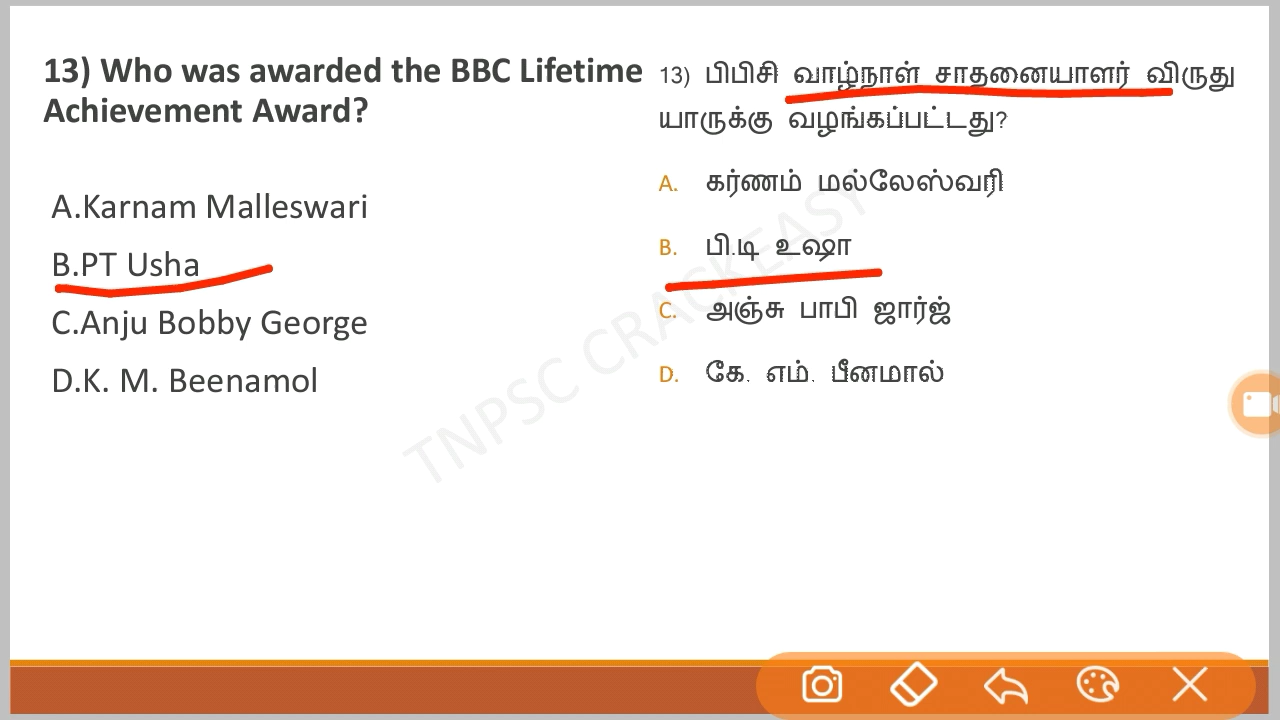 13) Who was awarded the BBC Lifetime
Achievement Award?
A.Karnam Malleswari
B.PT Usha
C.Anju Bobby George
D.K. M. Beenamol
13) பிபிசி வாழ்நாள் சாதனையாளர் விருது
யாருக்கு வழங்கப்பட்டது?
A. கர்ணம் மல்லேஸ்வரி
B. பி.டி உஷா
C. அஞ்சு பாபி ஜார்ஜ்
D. கே. எம். பீனமால்
TNPSC CRACKEASY